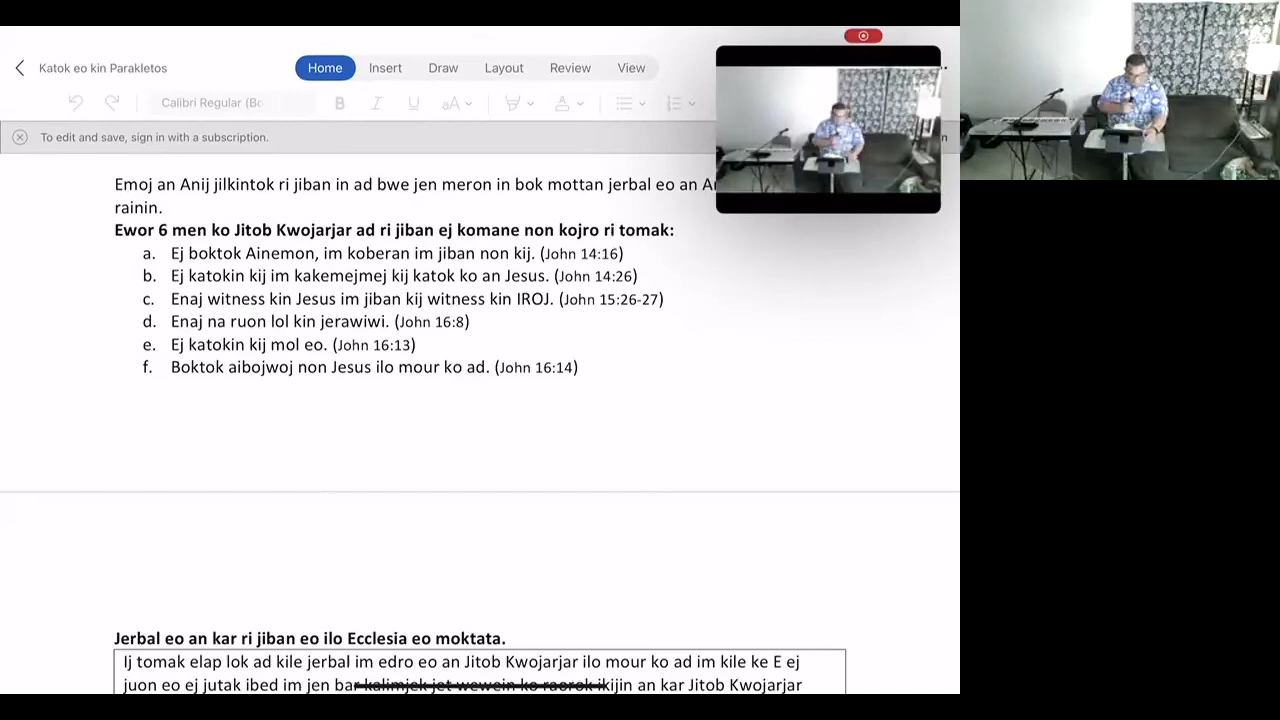 Katok eo kin Parakletos
Home Insert Draw Layout Review View
Calibri Regular (Bo
B I U aA A
To edit and save, sign in with a subscription.
Emoj an Anij jilkintok ri jiban in ad bwe jen meron in bok mottan jerbal eo an A
rainin.
Ewor 6 men ko Jitob Kwojarjar ad ri jiban ej komane non kojro ri tomak:
a. Ej boktok Ainemon, im koberan im jiban non kij. (John 14:16)
b. Ej katokin kij im kakemejmej kij katok ko an Jesus. (John 14:26)
c. Enaj witness kin Jesus im jiban kij witness kin IROJ. (John 15:26-27)
d. Enaj na ruon lol kin jerawiwi. (John 16:8)
e. Ej katokin kij mol eo. (John 16:13)
f. Boktok aibojwoj non Jesus ilo mour ko ad. (John 16:14)
Jerbal eo an kar ri jiban eo ilo Ecclesia eo moktata.
Ij tomak elap lok ad kile jerbal im edro eo an Jitob Kwojarjar ilo mour ko ad im kile ke E ej
juon eo ej jutak ibed im jen bar kalimjek jet wewein ko raorok ikijin an kar Jitob Kwojarjar